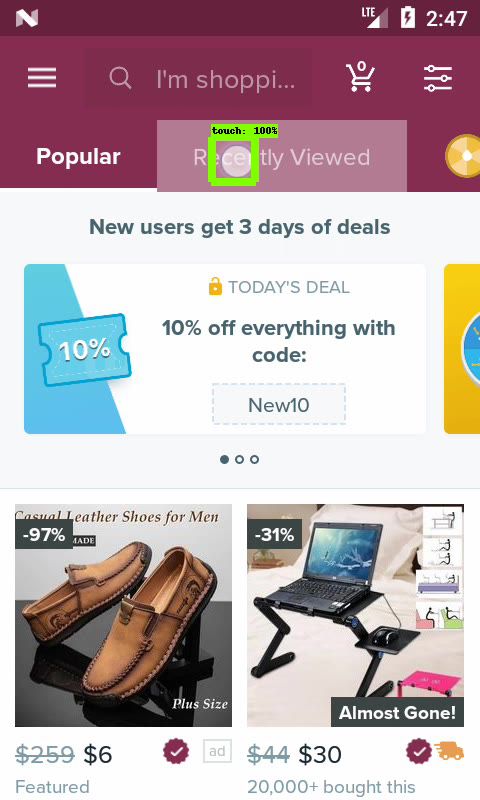 LTE 2:47
I'm shoppi... 0
touch: 100%
Popular Recently Viewed
New users get 3 days of deals
TODAY'S DEAL
10%
10% off everything with
code:
New10
Casual Leather Shoes for Men
-97%
MADE
Plus Size
-31%
Almost Gone!
$259 $6 ad
Featured
$44 $30
20,000+ bought this